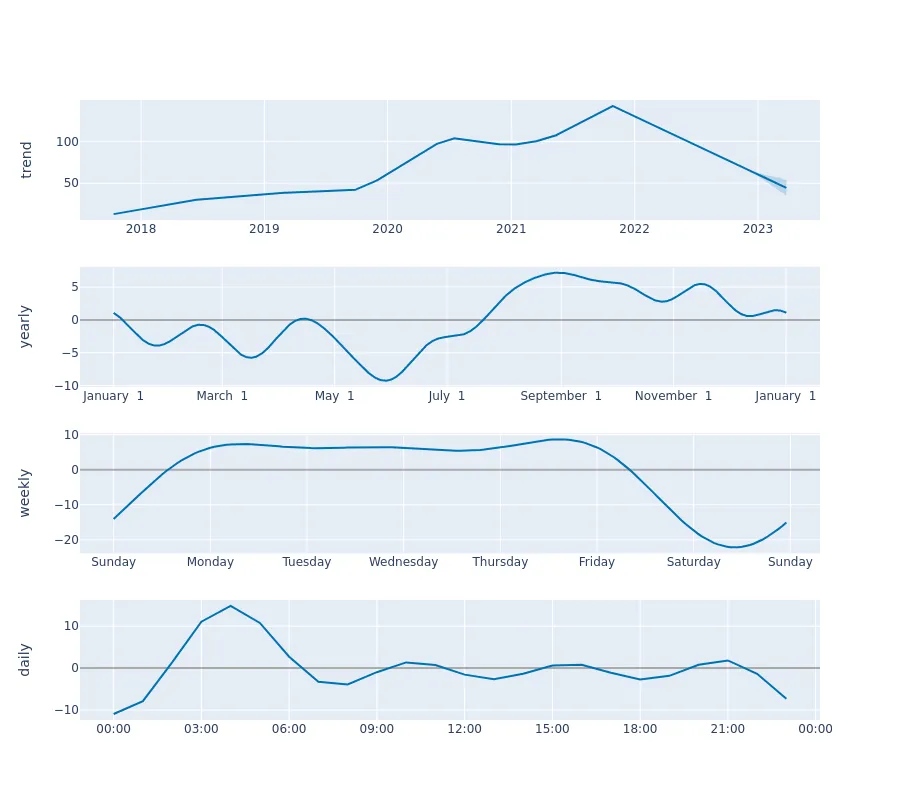 trend
100
50
2018 2019 2020 2021 2022 2023
yearly
5
0
−5
−10
January 1 March 1 May 1 July 1 September 1 November 1 January 1
weekly
10
0
−10
−20
Sunday Monday Tuesday Wednesday Thursday Friday Saturday Sunday
daily
10
0
−10
00:00 03:00 06:00 09:00 12:00 15:00 18:00 21:00 00:00